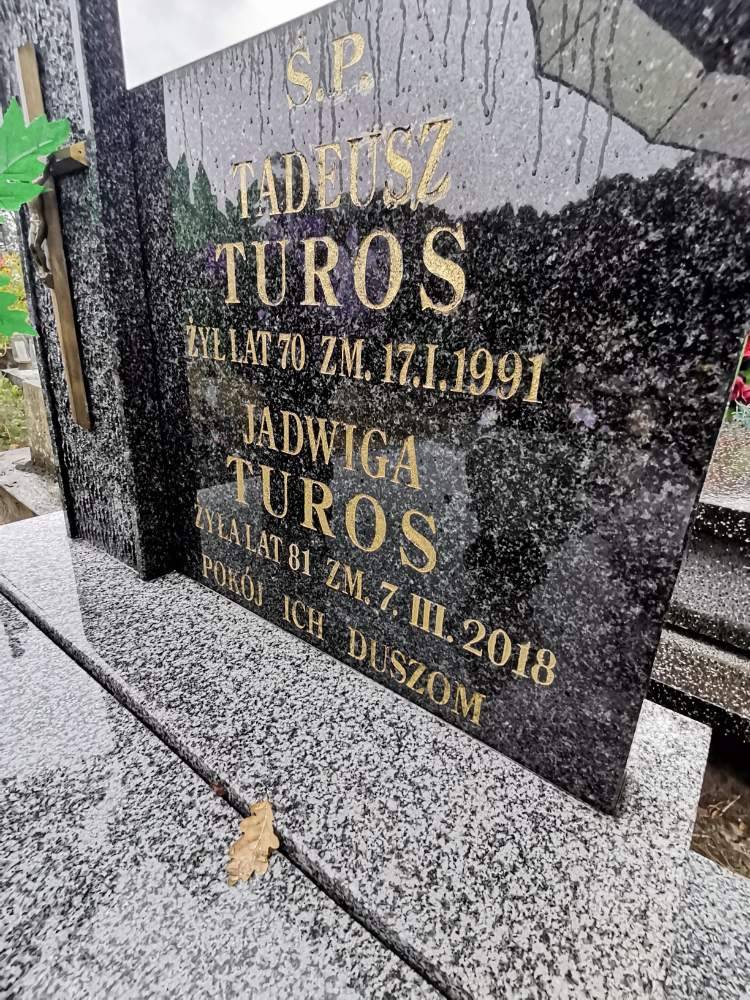 Ś.P.
TADEUSZ
TUROS
ŻYŁ LAT 70 ZM. 17.I.1991
JADWIGA
TUROS
ŻYŁA LAT 81 ZM. 7. III. 2018
POKÓJ ICH DUSZOM